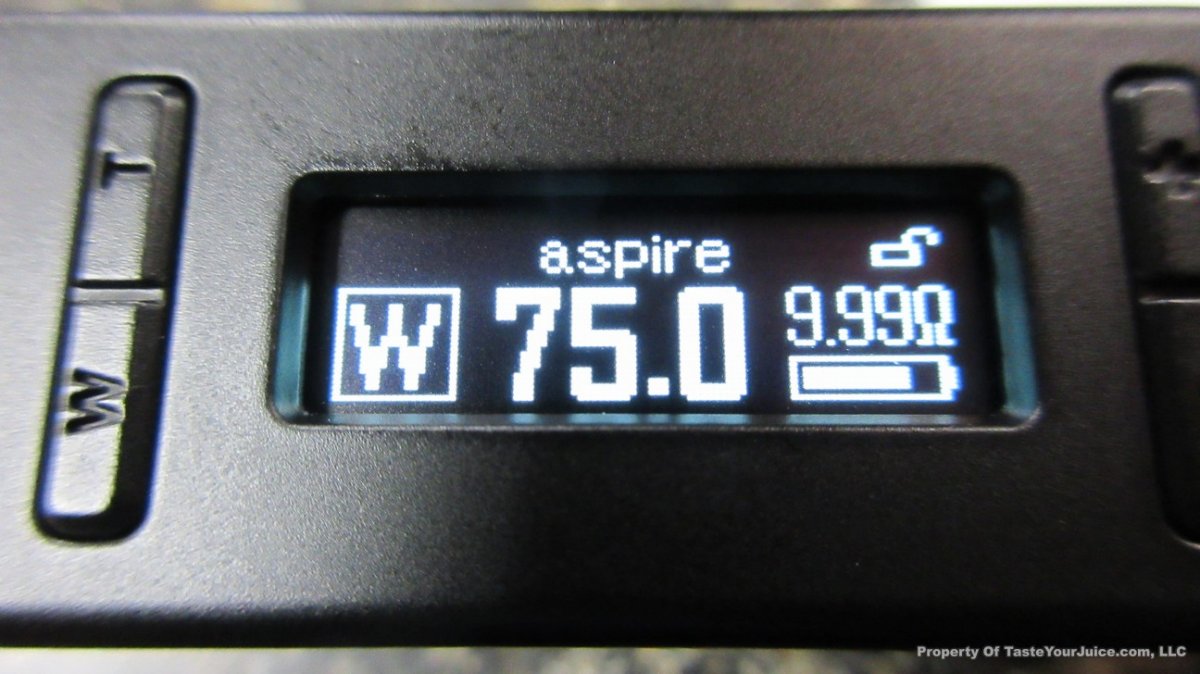 aspire
W 75.0 9.99Ω
T
W
+
Property Of TasteYourJuice.com, LLC